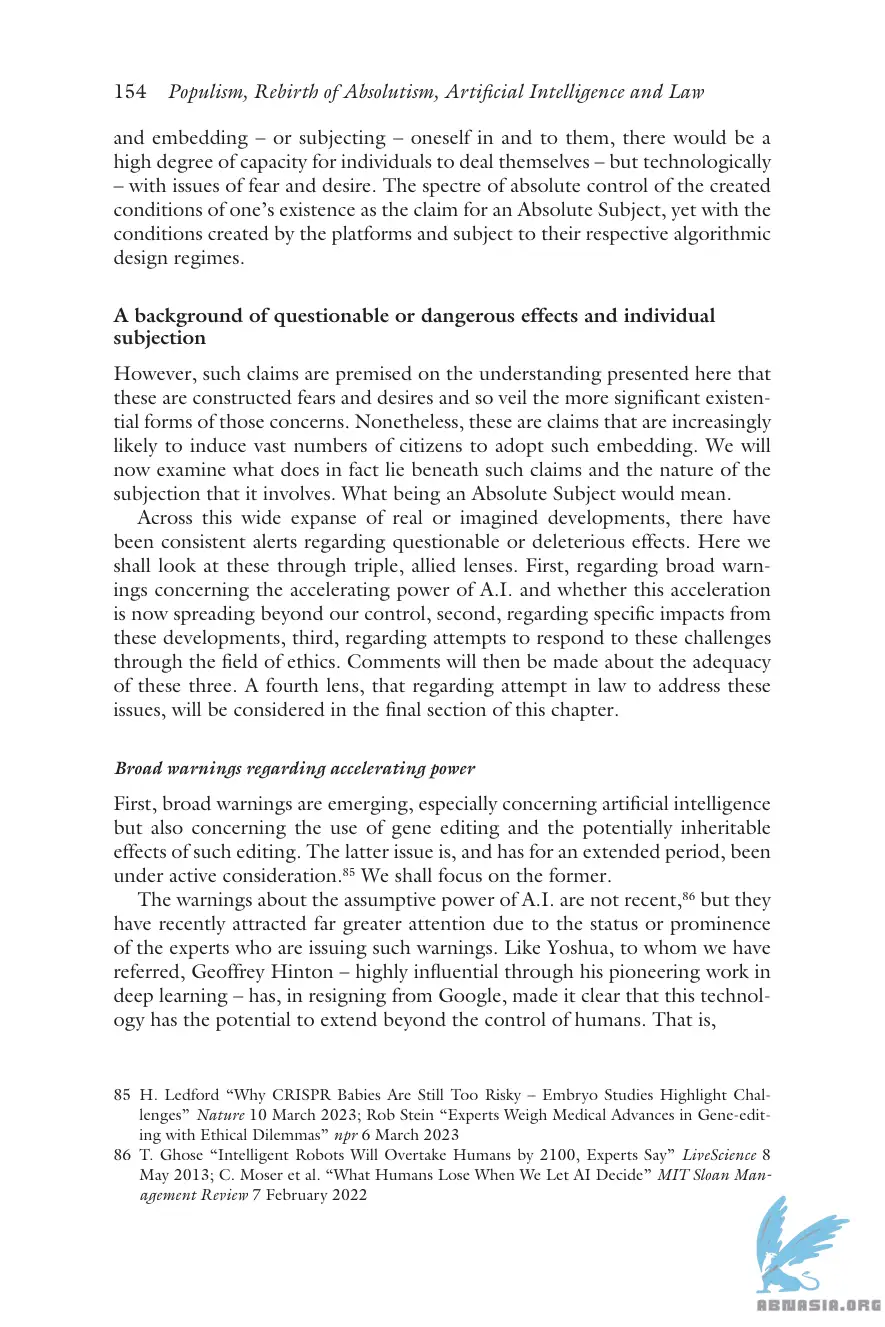 154 Populism, Rebirth of Absolutism, Artificial Intelligence and Law
and embedding – or subjecting – oneself in and to them, there would be a
high degree of capacity for individuals to deal themselves – but technologically
– with issues of fear and desire. The spectre of absolute control of the created
conditions of one’s existence as the claim for an Absolute Subject, yet with the
conditions created by the platforms and subject to their respective algorithmic
design regimes.
A background of questionable or dangerous effects and individual
subjection
However, such claims are premised on the understanding presented here that
these are constructed fears and desires and so veil the more significant existen-
tial forms of those concerns. Nonetheless, these are claims that are increasingly
likely to induce vast numbers of citizens to adopt such embedding. We will
now examine what does in fact lie beneath such claims and the nature of the
subjection that it involves. What being an Absolute Subject would mean.
Across this wide expanse of real or imagined developments, there have
been consistent alerts regarding questionable or deleterious effects. Here we
shall look at these through triple, allied lenses. First, regarding broad warn-
ings concerning the accelerating power of A.I. and whether this acceleration
is now spreading beyond our control, second, regarding specific impacts from
these developments, third, regarding attempts to respond to these challenges
through the field of ethics. Comments will then be made about the adequacy
of these three. A fourth lens, that regarding attempt in law to address these
issues, will be considered in the final section of this chapter.
Broad warnings regarding accelerating power
First, broad warnings are emerging, especially concerning artificial intelligence
but also concerning the use of gene editing and the potentially inheritable
effects of such editing. The latter issue is, and has for an extended period, been
under active consideration.⁸⁵ We shall focus on the former.
The warnings about the assumptive power of A.I. are not recent,⁸⁶ but they
have recently attracted far greater attention due to the status or prominence
of the experts who are issuing such warnings. Like Yoshua, to whom we have
referred, Geoffrey Hinton – highly influential through his pioneering work in
deep learning – has, in resigning from Google, made it clear that this technol-
ogy has the potential to extend beyond the control of humans. That is,
85 H. Ledford “Why CRISPR Babies Are Still Too Risky – Embryo Studies Highlight Chal-
lenges” Nature 10 March 2023; Rob Stein “Experts Weigh Medical Advances in Gene-edit-
ing with Ethical Dilemmas” npr 6 March 2023
86 T. Ghose “Intelligent Robots Will Overtake Humans by 2100, Experts Say” LiveScience 8
May 2013; C. Moser et al. “What Humans Lose When We Let AI Decide” MIT Sloan Man-
agement Review 7 February 2022
ABNASIA.ORG